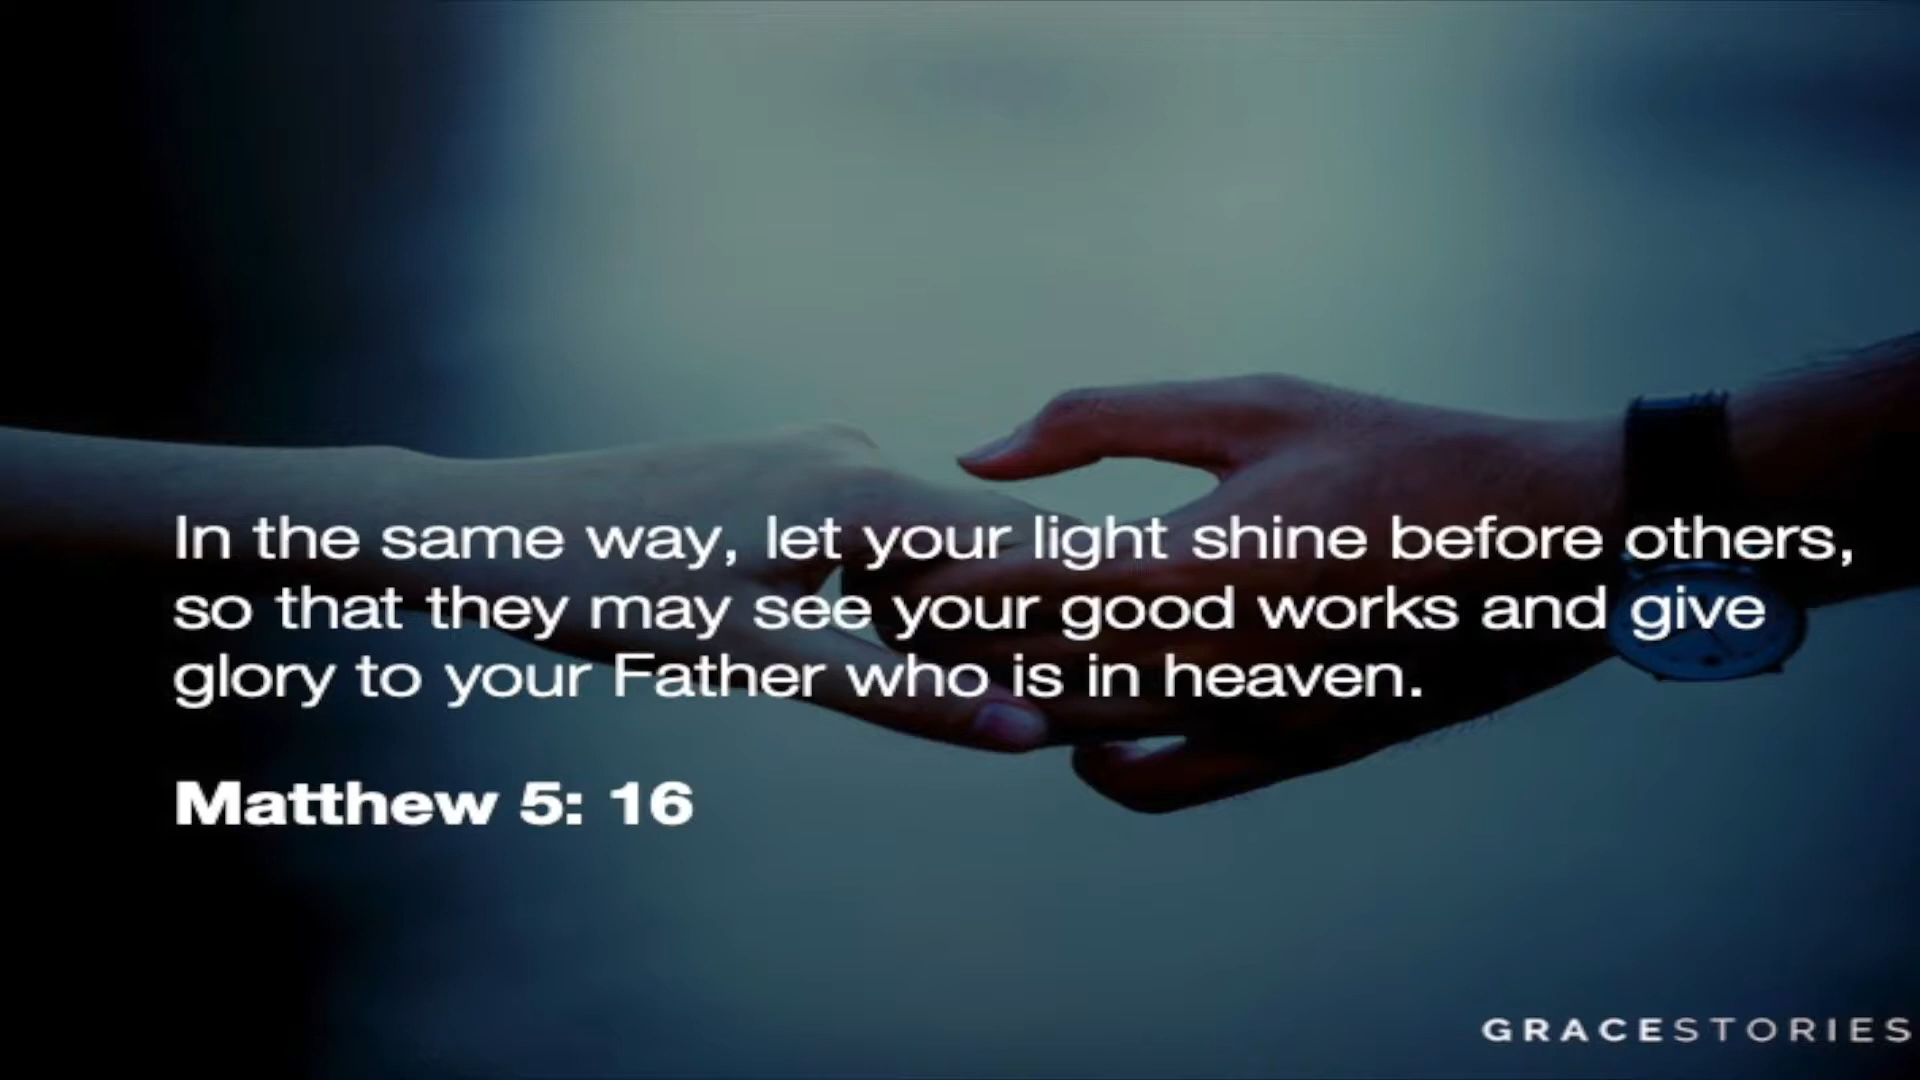 In the same way, let your light shine before others,
so that they may see your good works and give
glory to your Father who is in heaven.
Matthew 5: 16
GRACESTORIES